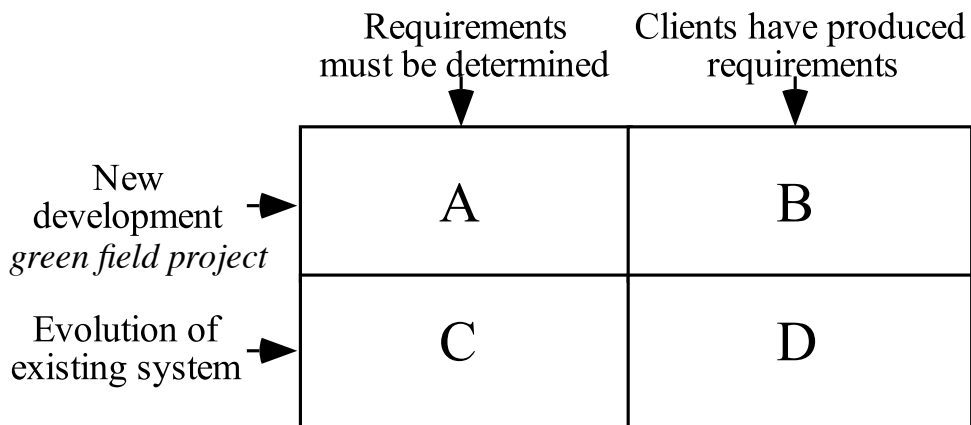 Requirements
must be determined
Clients have produced
requirements
New
development
green field project
A
B
Evolution of
existing system
C
D